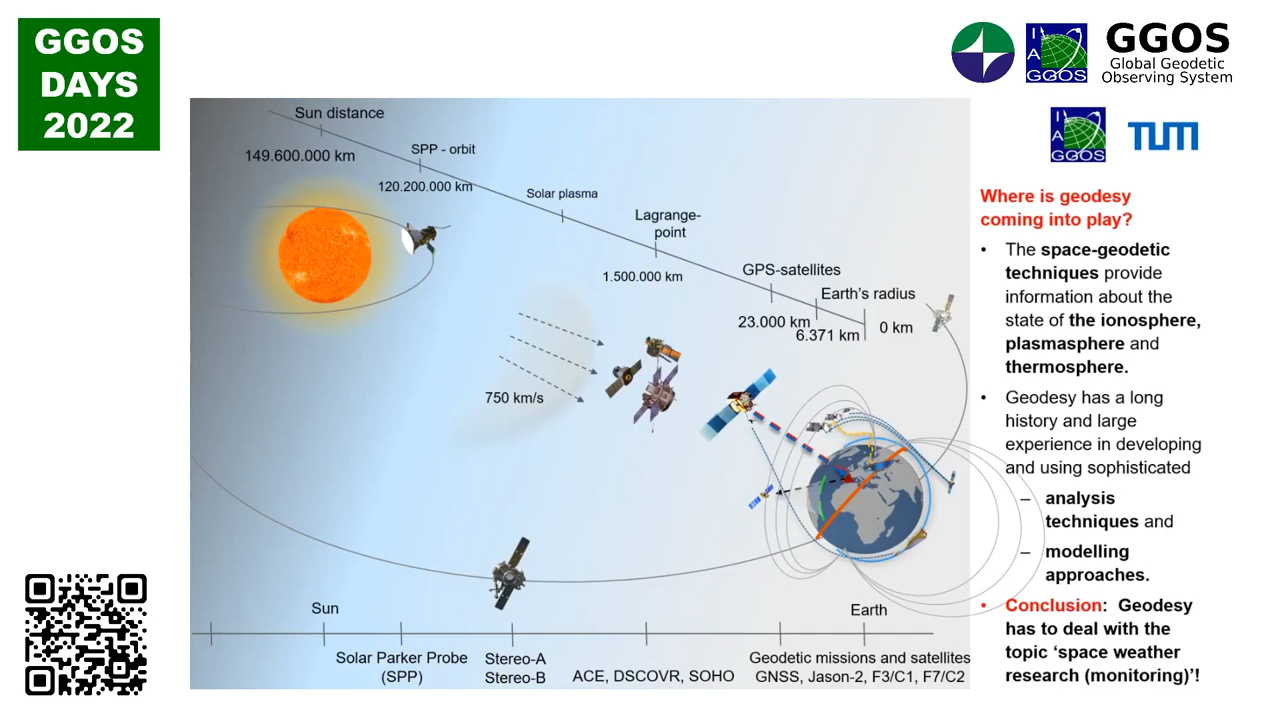 GGOS
DAYS
2022
I
A
GGOS
GGOS
Global Geodetic
Observing System
I
A
GGOS
TUM
Sun distance
149.600.000 km
SPP - orbit
120.200.000 km
Solar plasma
Lagrange-
point
1.500.000 km
GPS-satellites
23.000 km
Earth's radius
6.371 km
0 km
750 km/s
Sun
Earth
Solar Parker Probe
(SPP)
Stereo-A
Stereo-B
ACE, DSCOVR, SOHO
Geodetic missions and satellites
GNSS, Jason-2, F3/C1, F7/C2
Where is geodesy
coming into play?
• The space-geodetic
techniques provide
information about the
state of the ionosphere,
plasmasphere and
thermosphere.
• Geodesy has a long
history and large
experience in developing
and using sophisticated
– analysis
techniques and
– modelling
approaches.
• Conclusion: Geodesy
has to deal with the
topic ‘space weather
research (monitoring)’!